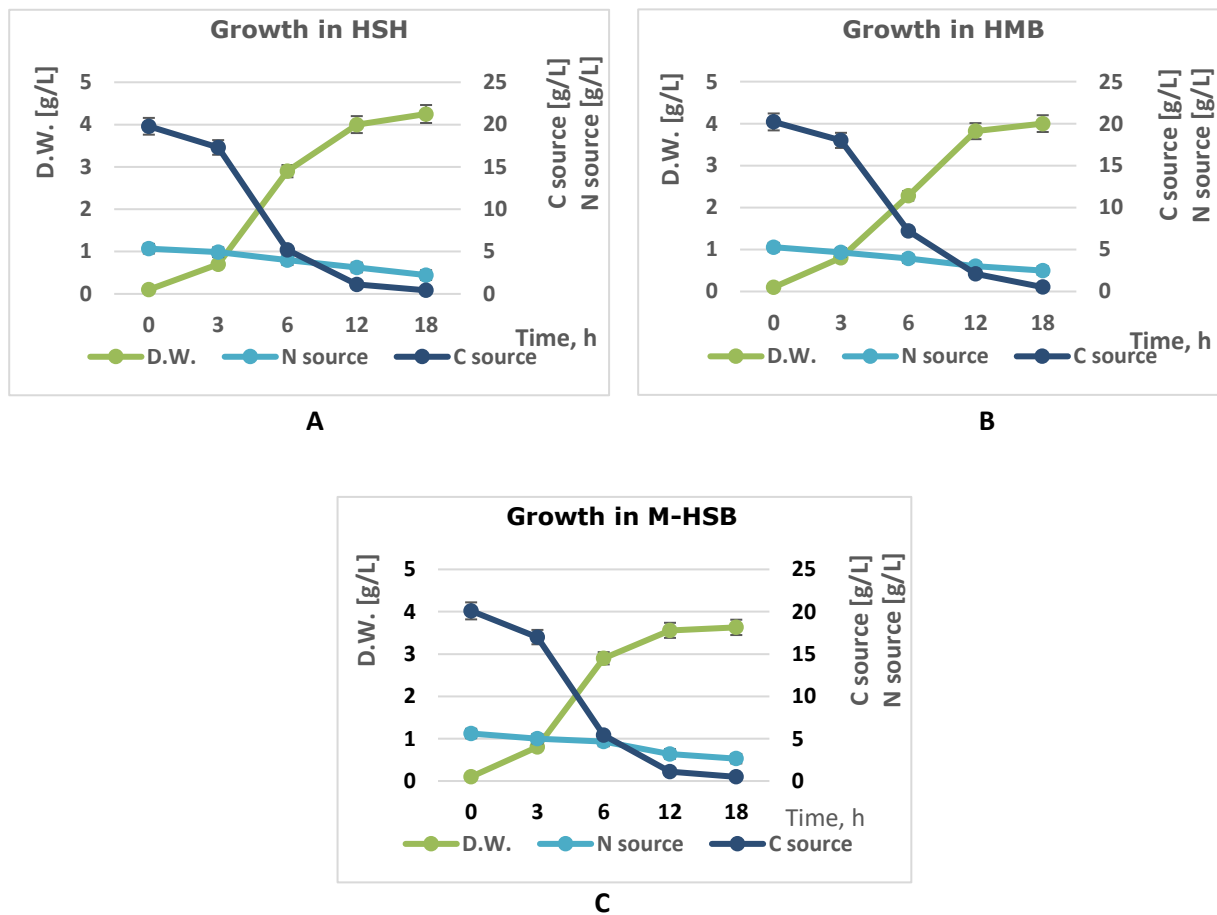 Growth in HSH
D.W. [g/L]
5
4
3
2
1
0
25
20
15
10
5
0
C source [g/L]
N source [g/L]
0 3 6 12 18
Time, h
D.W. N source C source
A
Growth in HMB
D.W. [g/L]
5
4
3
2
1
0
25
20
15
10
5
0
C source [g/L]
N source [g/L]
0 3 6 12 18
Time, h
D.W. N source C source
B
Growth in M-HSB
D.W. [g/L]
5
4
3
2
1
0
25
20
15
10
5
0
C source [g/L]
N source [g/L]
0 3 6 12 18
Time, h
D.W. N source C source
C